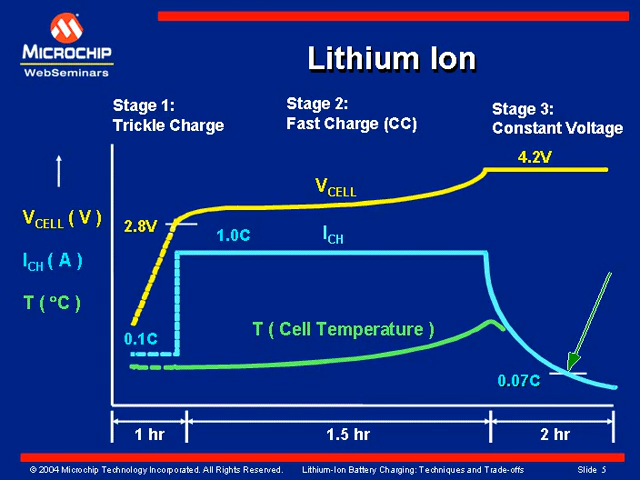 MICROCHIP
WebSeminars
Lithium Ion
Stage 1:
Trickle Charge
Stage 2:
Fast Charge (CC)
Stage 3:
Constant Voltage
4.2V
VCELL
VCELL ( V )
2.8V
1.0C
ICH
ICH ( A )
T ( °C )
0.1C
T ( Cell Temperature )
0.07C
1 hr
1.5 hr
2 hr
© 2004 Microchip Technology Incorporated. All Rights Reserved.
Lithium-Ion Battery Charging: Techniques and Trade-offs
Slide 5